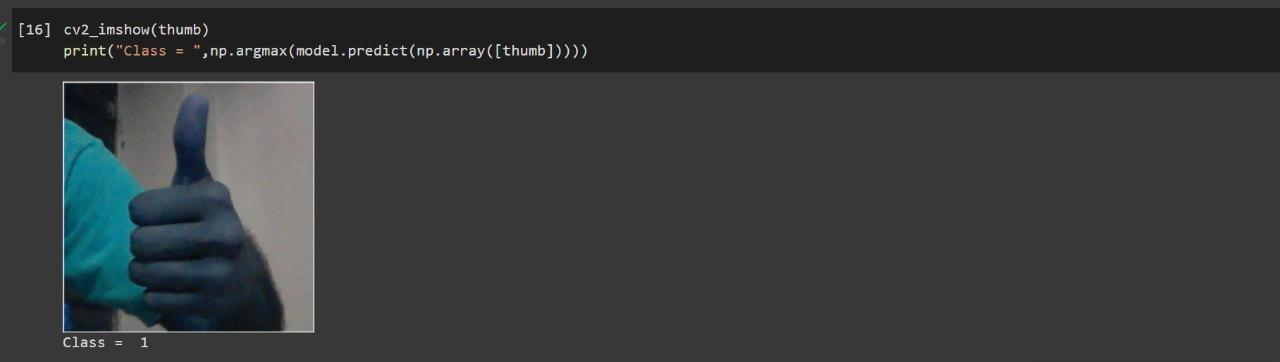 [16] cv2_imshow(thumb)
print("Class = ",np.argmax(model.predict(np.array([thumb]))))
Class =  1